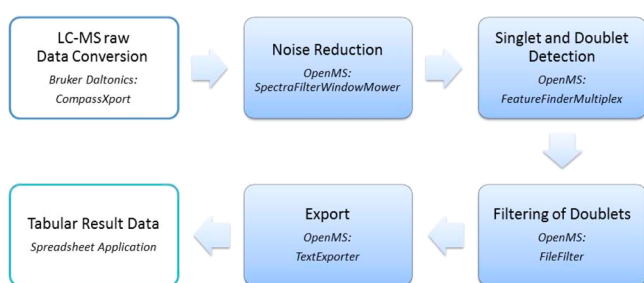 LC-MS raw
Data Conversion
Bruker Daltonics:
CompassXport
Noise Reduction
OpenMS:
SpectraFilterWindowMower
Singlet and Doublet
Detection
OpenMS:
FeatureFinderMultiplex
Filtering of Doublets
OpenMS:
FileFilter
Export
OpenMS:
TextExporter
Tabular Result Data
Spreadsheet Application